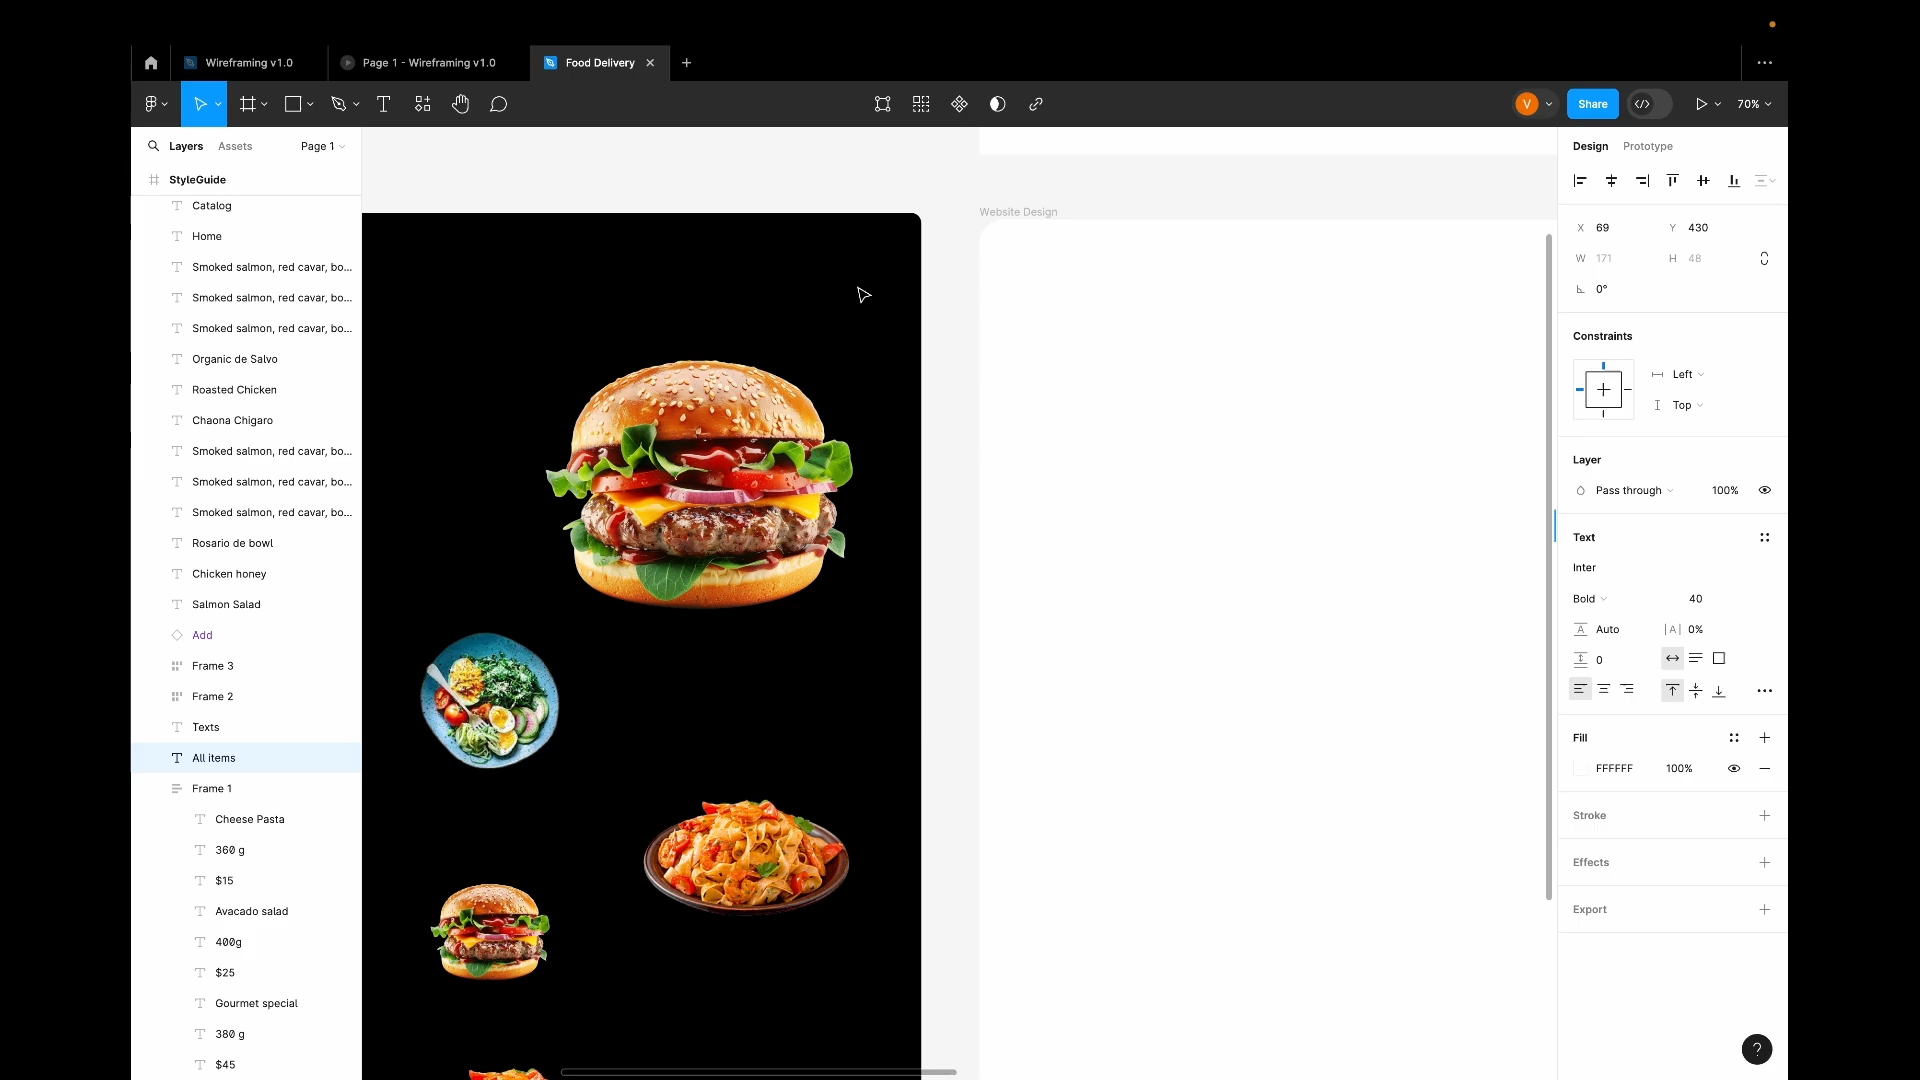 Wireframing v1.0
Page 1 - Wireframing v1.0
Food Delivery
V
Share
70%
Layers
Assets
Page 1
StyleGuide
Catalog
Home
Smoked salmon, red cavar, bo...
Smoked salmon, red cavar, bo...
Smoked salmon, red cavar, bo...
Organic de Salvo
Roasted Chicken
Chaona Chigaro
Smoked salmon, red cavar, bo...
Smoked salmon, red cavar, bo...
Smoked salmon, red cavar, bo...
Rosario de bowl
Chicken honey
Salmon Salad
Add
Frame 3
Frame 2
Texts
All items
Frame 1
Cheese Pasta
360 g
$15
Avacado salad
400g
$25
Gourmet special
380 g
$45
Website Design
Design
Prototype
X 69
Y 430
W 171
H 48
0°
Constraints
Left
Top
Layer
Pass through
100%
Text
Inter
Bold
40
A Auto
|A| 0%
0
Fill
FFFFFF
100%
Stroke
Effects
Export
?